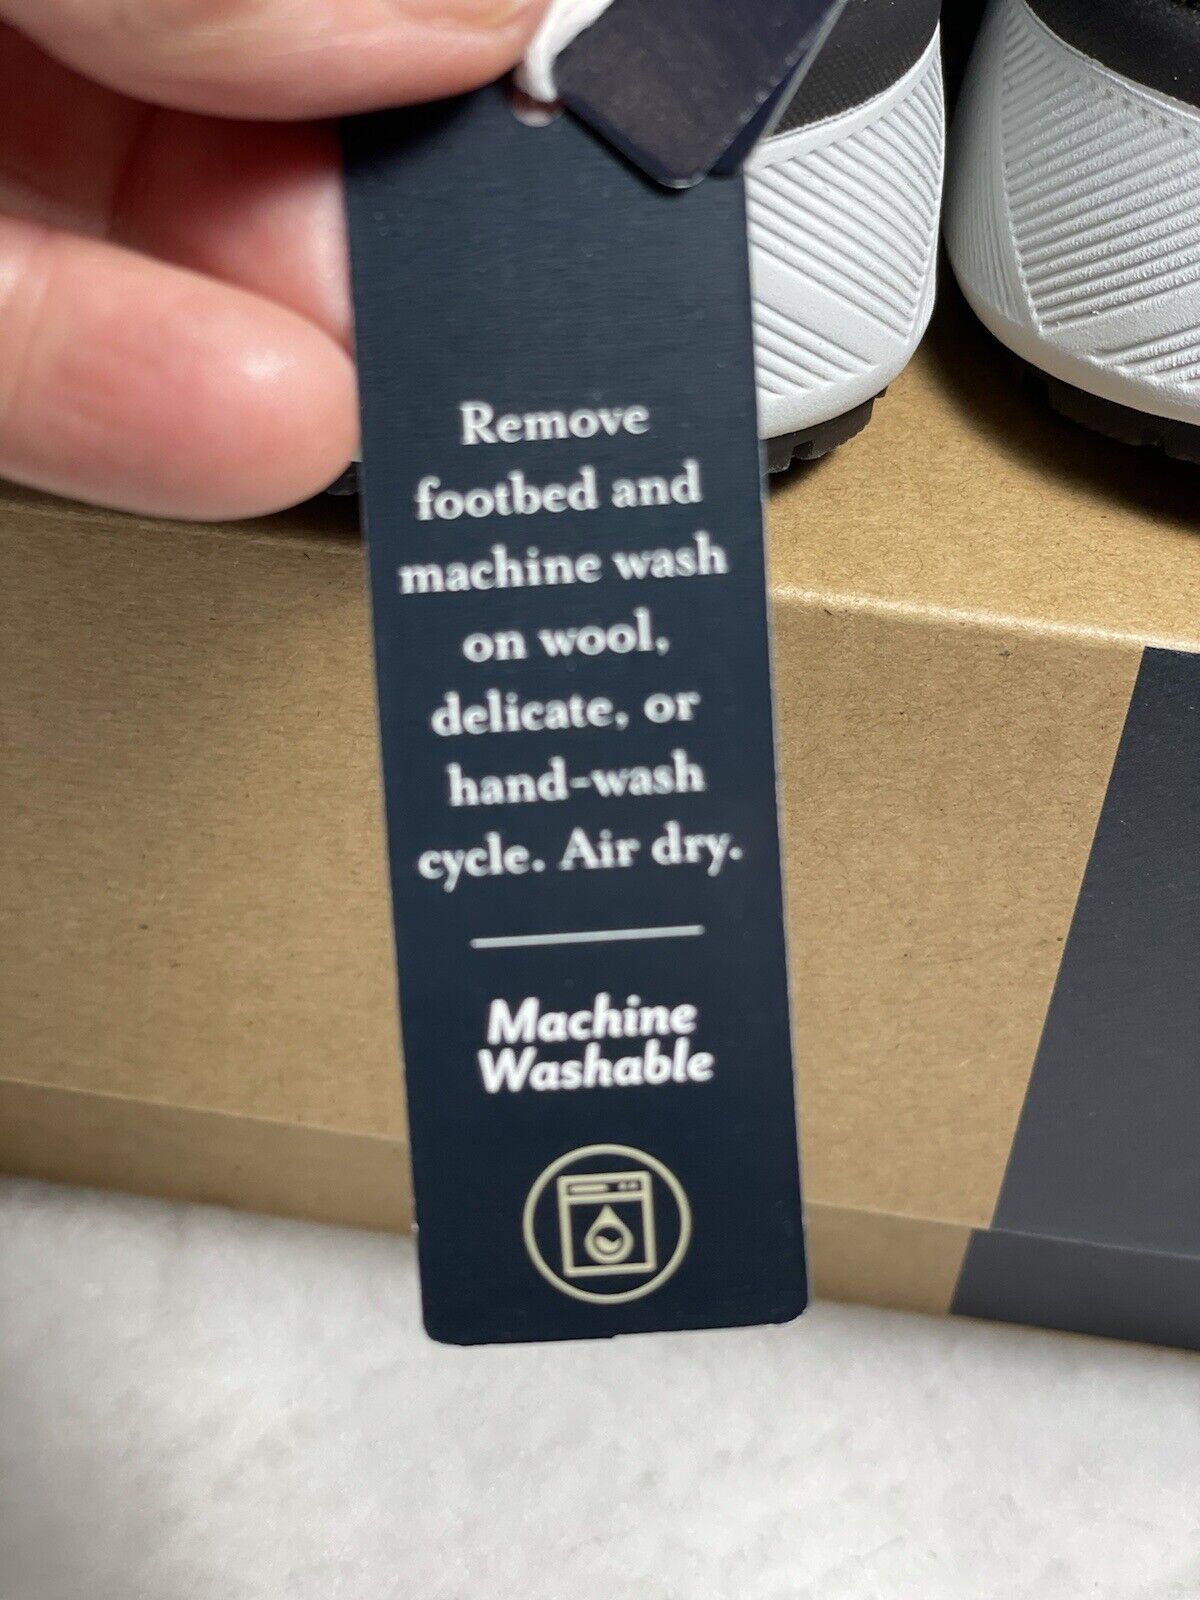 Remove
footbed and
machine wash
on wool,
delicate, or
hand-wash
cycle. Air dry.
Machine
Washable